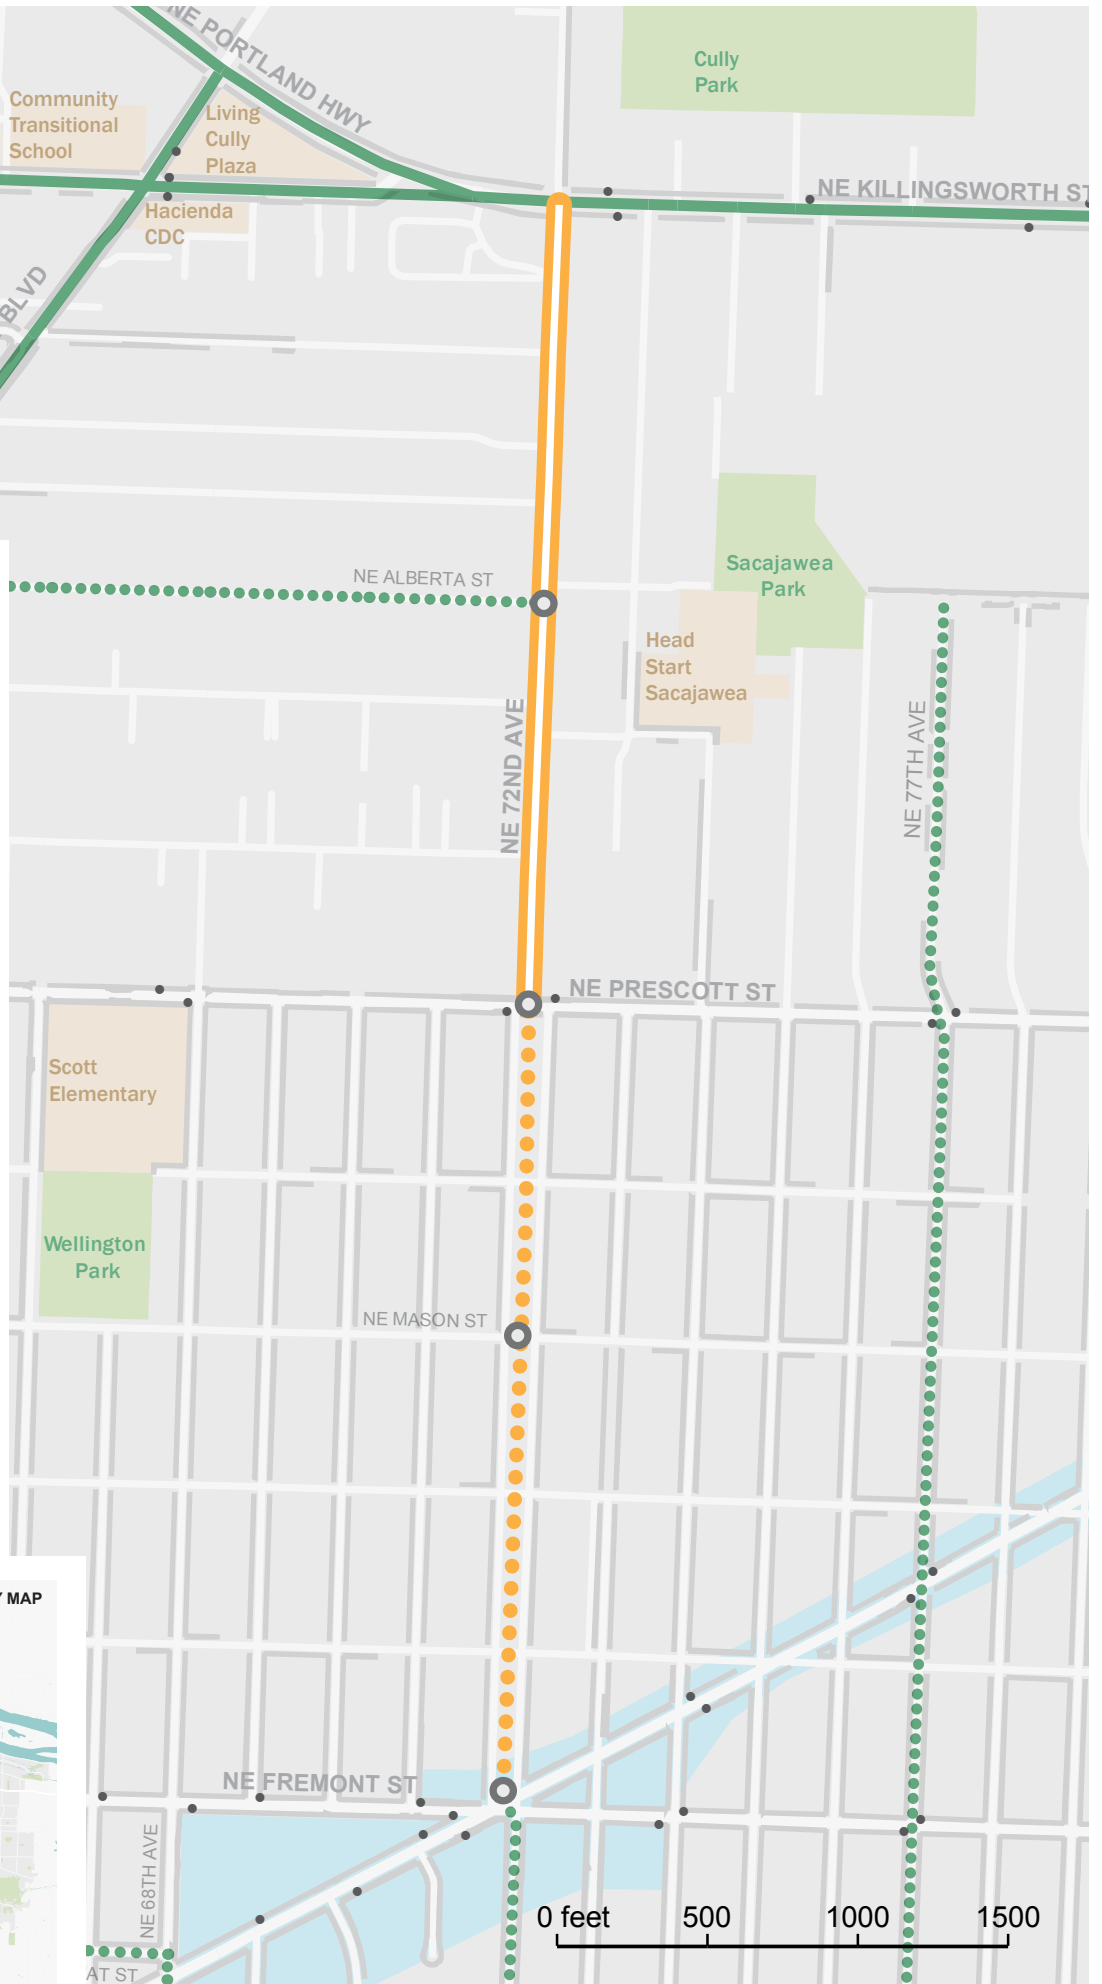 NE PORTLAND HWY
Cully
Park
Community
Transitional
School
Living
Cully
Plaza
NE KILLINGSWORTH ST
Hacienda
CDC
BLVD
NE ALBERTA ST
Sacajawea
Park
Head
Start
Sacajawea
NE 72ND AVE
NE 77TH AVE
NE PRESCOTT ST
Scott
Elementary
Wellington
Park
NE MASON ST
MAP
NE FREMONT ST
NE 68TH AVE
0 feet 500 1000 1500
AT ST